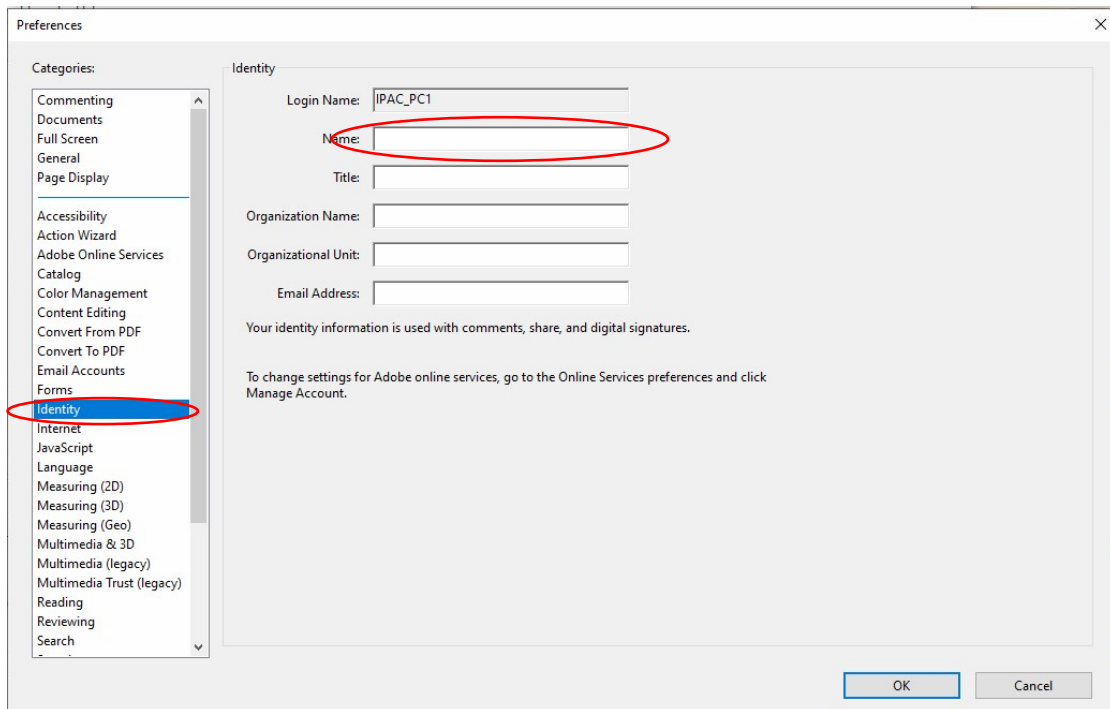 Preferences
Categories:
Commenting
Documents
Full Screen
General
Page Display
Accessibility
Action Wizard
Adobe Online Services
Catalog
Color Management
Content Editing
Convert From PDF
Convert To PDF
Email Accounts
Forms
Identity
Internet
JavaScript
Language
Measuring (2D)
Measuring (3D)
Measuring (Geo)
Multimedia & 3D
Multimedia (legacy)
Multimedia Trust (legacy)
Reading
Reviewing
Search
Identity
Login Name: IPAC_PC1
Name:
Title:
Organization Name:
Organizational Unit:
Email Address:
Your identity information is used with comments, share, and digital signatures.
To change settings for Adobe online services, go to the Online Services preferences and click
Manage Account.
OK Cancel